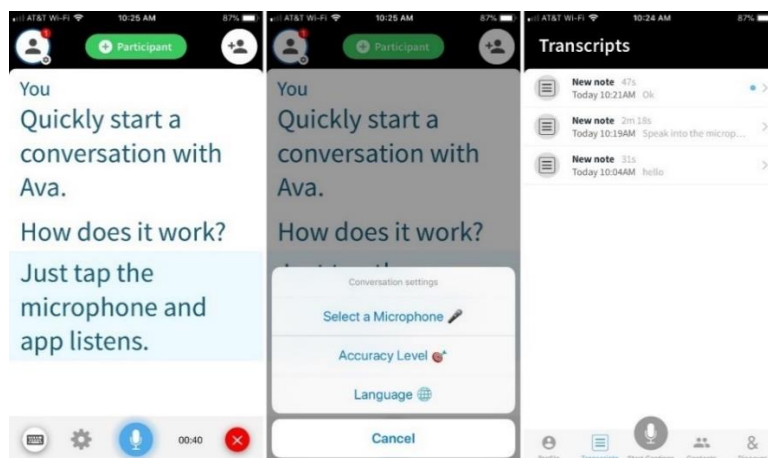 AT&T Wi-Fi 10:25 AM 87%
1
Participant
You
Quickly start a
conversation with
Ava.
How does it work?
Just tap the
microphone and
app listens.
00:40
AT&T Wi-Fi 10:25 AM 87%
1
Participant
You
Quickly start a
conversation with
Ava.
How does it work?
Conversation settings
Select a Microphone
Accuracy Level
Language
Cancel
AT&T Wi-Fi 10:24 AM 87%
Transcripts
New note 47s
Today 10:21AM Ok
New note 2m 18s
Today 10:19AM Speak into the microp...
New note 31s
Today 10:04AM hello